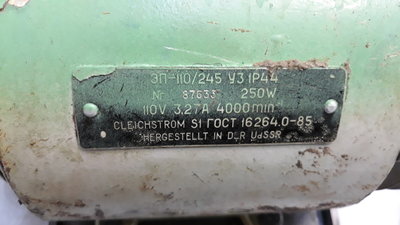 ЭП-110/245 У3 IP44
Nr 87633 250W
110V 3.27A 4000min⁻¹
GLEICHSTROM S1 ГОСТ 16264.0-85
HERGESTELLT IN DER UdSSR